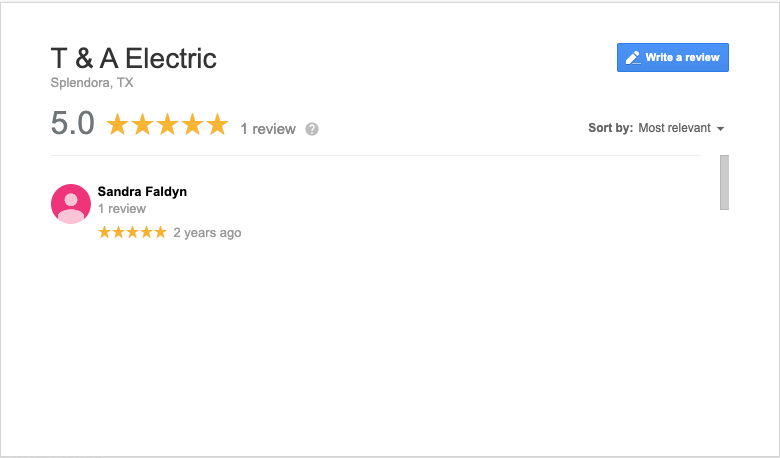 T & A Electric
Write a review
Splendora, TX
5.0 1 review ?
Sort by: Most relevant
Sandra Faldyn
1 review
2 years ago